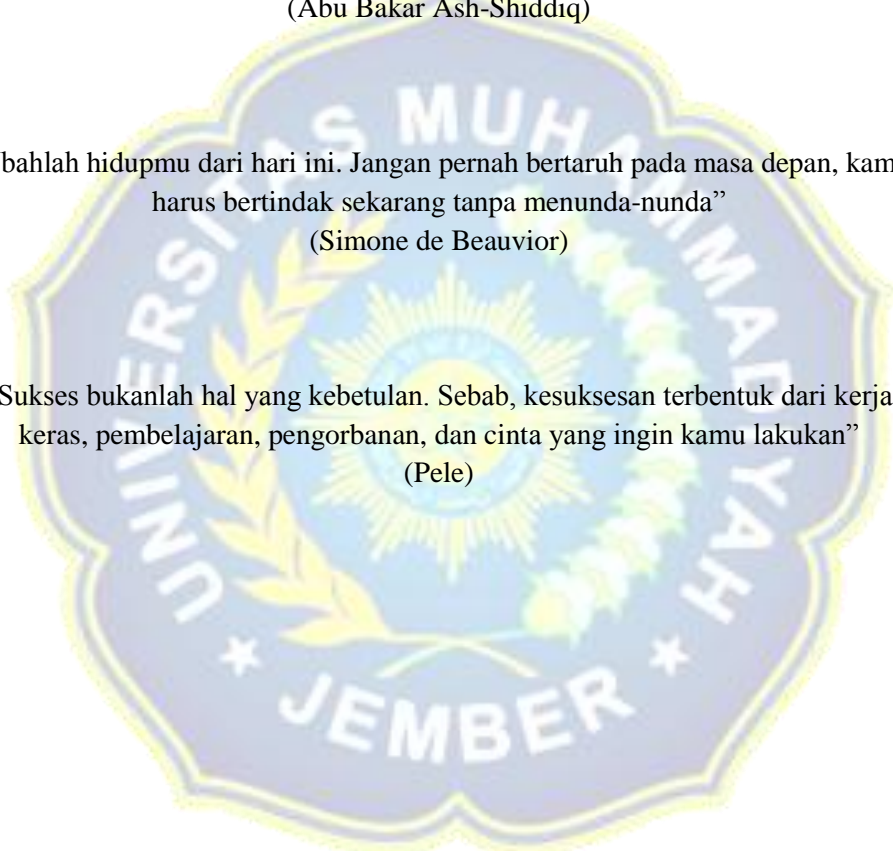 (Abu Bakar Ash-Shiddiq)
bahlah hidupmu dari hari ini. Jangan pernah bertaruh pada masa depan, kam
harus bertindak sekarang tanpa menunda-nunda”
(Simone de Beauvior)
Sukses bukanlah hal yang kebetulan. Sebab, kesuksesan terbentuk dari kerja
keras, pembelajaran, pengorbanan, dan cinta yang ingin kamu lakukan”
(Pele)
UNIVERSITAS MUHAMMADIYAH
JEMBER